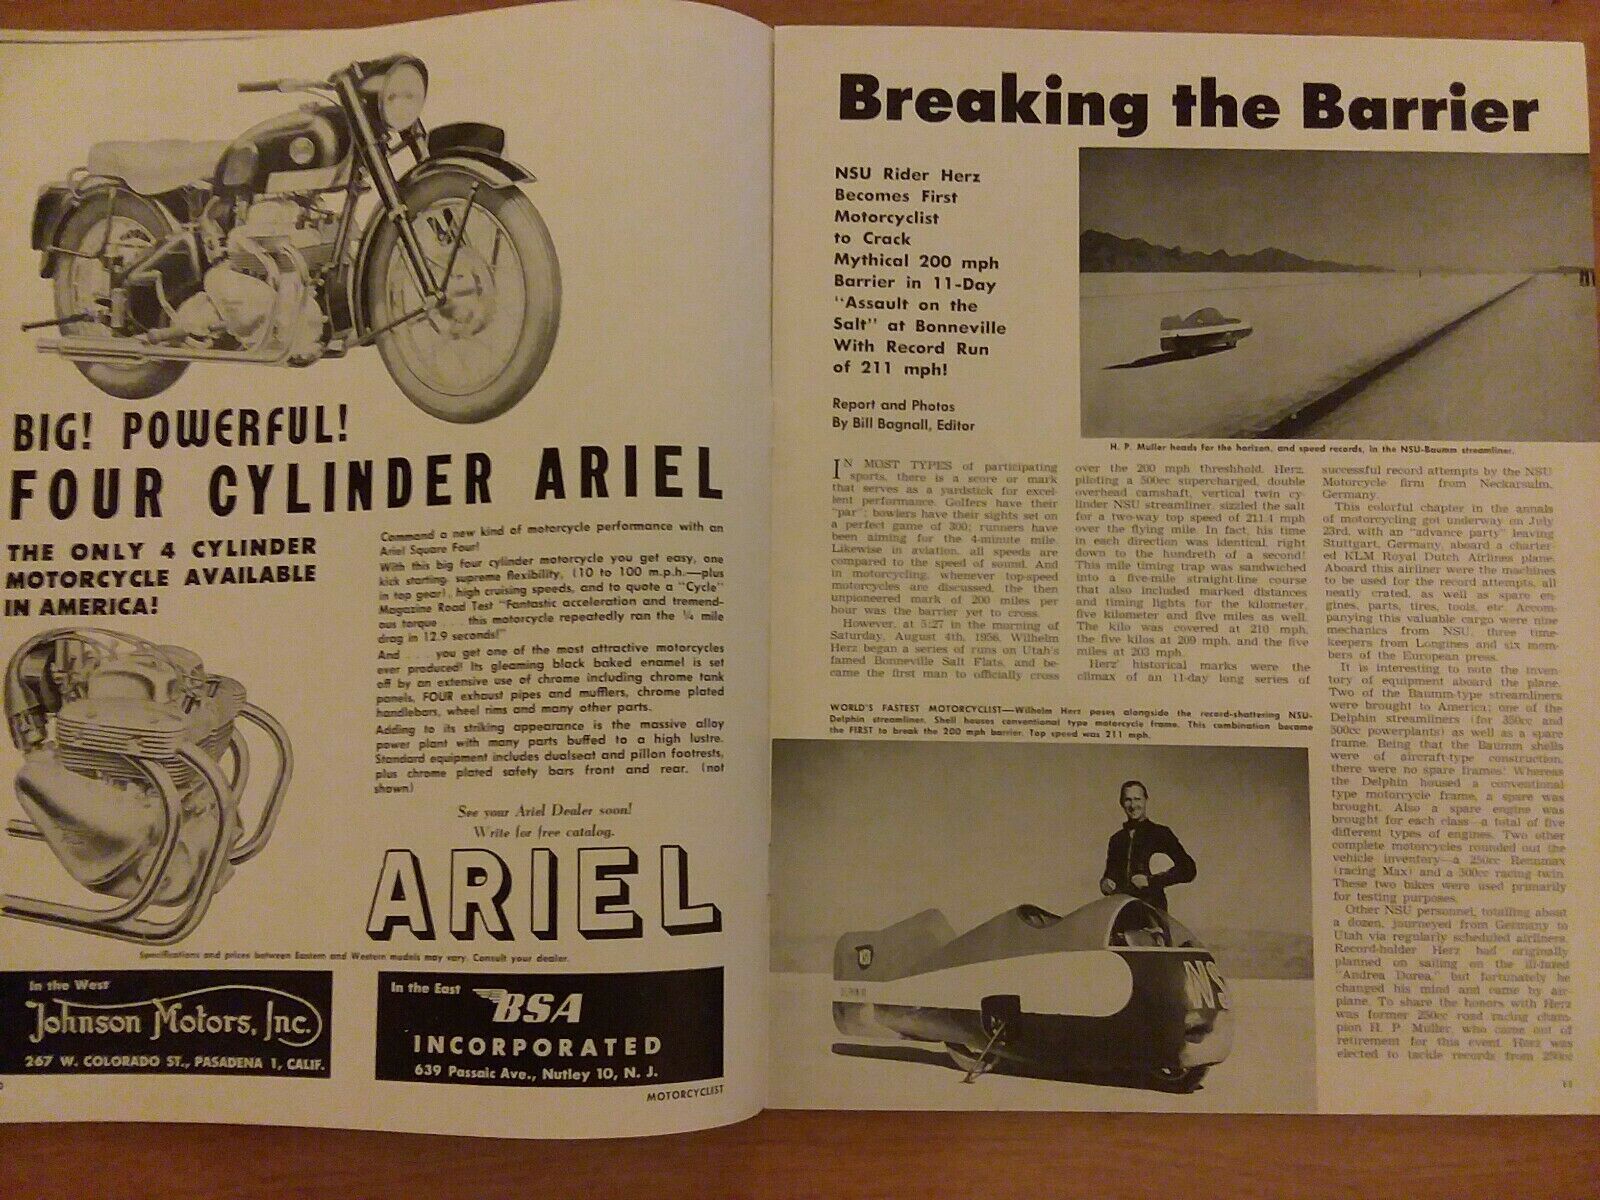 BIG! POWERFUL!
FOUR CYLINDER ARIEL
THE ONLY 4 CYLINDER
MOTORCYCLE AVAILABLE
IN AMERICA!
Command a new kind of motorcycle performance with an
Ariel Square Four!
With this big four cylinder motorcycle you get easy, one
kick starting, supreme flexibility, (10 to 100 m.p.h.—plus
in top gear), high cruising speeds, and to quote a "Cycle"
Magazine Road Test "Fantastic acceleration and tremend-
ous torque . . . this motorcycle repeatedly ran the ¼ mile
drag in 12.9 seconds!"
And . . . you get one of the most attractive motorcycles
ever produced! Its gleaming black baked enamel is set
off by an extensive use of chrome including chrome tank
panels, FOUR exhaust pipes and mufflers, chrome plated
handlebars, wheel rims and many other parts.
Adding to its striking appearance is the massive alloy
power plant with many parts buffed to a high lustre.
Standard equipment includes dualseat and pillon footrests,
plus chrome plated safety bars front and rear. (not
shown)
See your Ariel Dealer soon!
Write for free catalog.
ARIEL
Specifications and prices between Eastern and Western models may vary. Consult your dealer.
In the West
Johnson Motors, Inc.
267 W. COLORADO ST., PASADENA 1, CALIF.
In the East
BSA
INCORPORATED
639 Passaic Ave., Nutley 10, N. J.
MOTORCYCLIST
Breaking the Barrier
NSU Rider Herz
Becomes First
Motorcyclist
to Crack
Mythical 200 mph
Barrier in 11-Day
"Assault on the
Salt" at Bonneville
With Record Run
of 211 mph!
Report and Photos
By Bill Bagnall, Editor
H. P. Muller heads for the horizon, and speed records, in the NSU-Baumm streamliner.
IN MOST TYPES of participating
sports, there is a score or mark
that serves as a yardstick for excel-
lent performance. Golfers have their
"par"; bowlers have their sights set on
a perfect game of 300; runners have
been aiming for the 4-minute mile.
Likewise in aviation, all speeds are
compared to the speed of sound. And
in motorcycling, whenever top-speed
motorcycles are discussed, the then
unpioneered mark of 200 miles per
hour was the barrier yet to cross.
However, at 5:27 in the morning of
Saturday, August 4th, 1956, Wilhelm
Herz began a series of runs on Utah's
famed Bonneville Salt Flats, and be-
came the first man to officially cross
over the 200 mph threshhold. Herz,
piloting a 500cc supercharged, double
overhead camshaft, vertical twin cy-
linder NSU streamliner, sizzled the salt
for a two-way top speed of 211.4 mph
over the flying mile. In fact, his time
in each direction was identical, right
down to the hundreth of a second!
This mile timing trap was sandwiched
into a five-mile straight-line course
that also included marked distances
and timing lights for the kilometer,
five kilometer and five miles as well.
The kilo was covered at 210 mph,
the five kilos at 209 mph, and the five
miles at 203 mph.
Herz' historical marks were the
climax of an 11-day long series of
successful record attempts by the NSU
Motorcycle firm from Neckarsulm,
Germany.
This colorful chapter in the annals
of motorcycling got underway on July
23rd, with an "advance party" leaving
Stuttgart, Germany, aboard a charter-
ed KLM Royal Dutch Airlines plane.
Aboard this airliner were the machines
to be used for the record attempts, all
neatly crated, as well as spare en-
gines, parts, tires, tools, etc. Accom-
panying this valuable cargo were nine
mechanics from NSU, three time-
keepers from Longines and six mem-
bers of the European press.
It is interesting to note the inven-
tory of equipment aboard the plane.
Two of the Baumm-type streamliners
were brought to America; one of the
Delphin streamliners (for 350cc and
500cc powerplants) as well as a spare
frame. Being that the Baumm shells
were of aircraft-type construction,
there were no spare frames! Whereas
the Delphin housed a conventional
type motorcycle frame, a spare was
brought. Also a spare engine was
brought for each class—a total of five
different types of engines. Two other
complete motorcycles rounded out the
vehicle inventory—a 250cc Rennmax
(racing Max) and a 300cc racing twin.
These two bikes were used primarily
for testing purposes.
Other NSU personnel, totalling about
a dozen, journeyed from Germany to
Utah via regularly scheduled airliners.
Record-holder Herz had originally
planned on sailing on the ill-fated
"Andrea Dorea," but fortunately he
changed his mind and came by air-
plane. To share the honors with Herz
was former 250cc road racing cham-
pion H. P. Muller, who came out of
retirement for this event. Herz was
elected to tackle records from 250cc
WORLD'S FASTEST MOTORCYCLIST—Wilhelm Herz poses alongside the record-shattering NSU-
Delphin streamliner. Shell houses conventional type motorcycle frame. This combination became
the FIRST to break the 200 mph barrier. Top speed was 211 mph.
NS